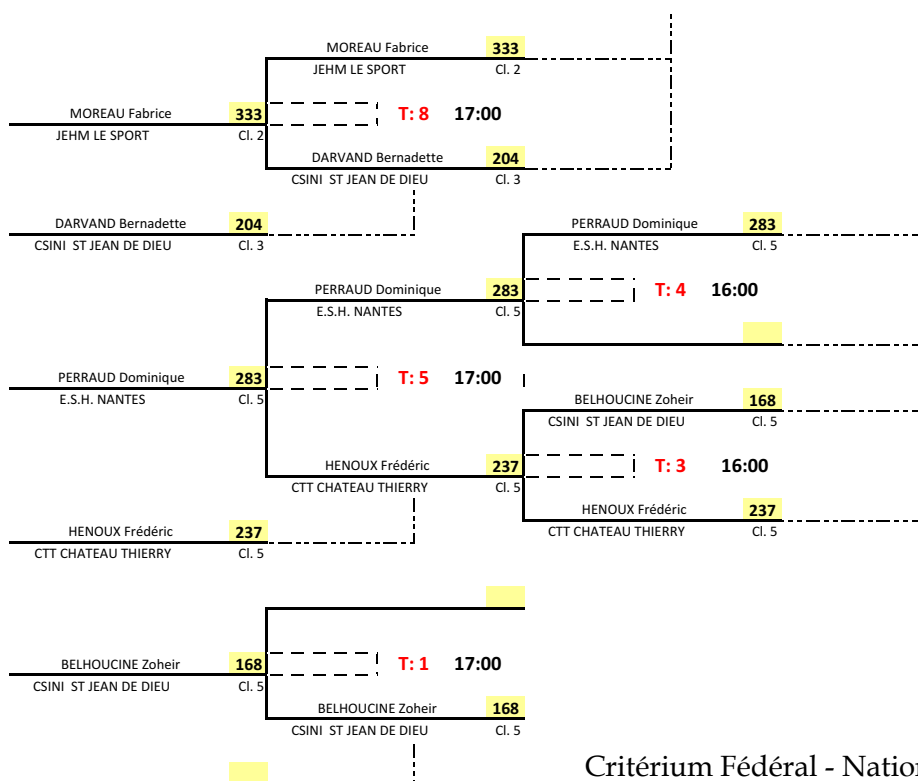 MOREAU Fabrice 333
JEHM LE SPORT Cl. 2
MOREAU Fabrice 333 T: 8 17:00
JEHM LE SPORT Cl. 2
DARVAND Bernadette 204
CSINI ST JEAN DE DIEU Cl. 3
DARVAND Bernadette 204 PERRAUD Dominique 283
CSINI ST JEAN DE DIEU Cl. 3 E.S.H. NANTES Cl. 5
PERRAUD Dominique 283 T: 4 16:00
E.S.H. NANTES Cl. 5
PERRAUD Dominique 283 T: 5 17:00
E.S.H. NANTES Cl. 5 BELHOUCINE Zoheir 168
CSINI ST JEAN DE DIEU Cl. 5
HENOUX Frédéric 237 T: 3 16:00
CTT CHATEAU THIERRY Cl. 5
HENOUX Frédéric 237
CTT CHATEAU THIERRY Cl. 5
HENOUX Frédéric 237
CTT CHATEAU THIERRY Cl. 5
BELHOUCINE Zoheir 168 T: 1 17:00
CSINI ST JEAN DE DIEU Cl. 5
BELHOUCINE Zoheir 168
CSINI ST JEAN DE DIEU Cl. 5
Critérium Fédéral - Nation